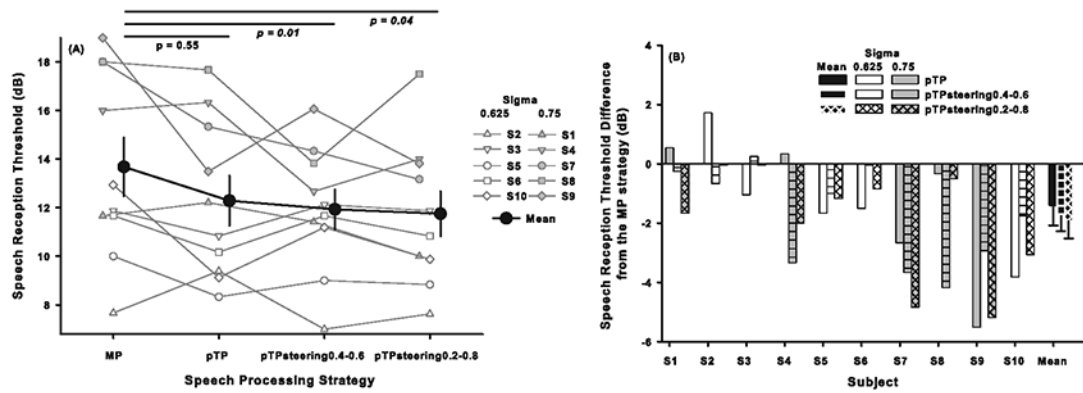 (A)
p = 0.04
p = 0.01
p = 0.55
Speech Reception Threshold (dB)
18
16
14
12
10
8
MP
pTP
pTPsteering0.4-0.6
pTPsteering0.2-0.8
Speech Processing Strategy
Sigma
0.625 0.75
S2 S1
S3 S4
S5 S7
S6 S8
S10 S9
Mean
(B)
Sigma
Mean 0.625 0.75
pTP
pTPsteering0.4-0.6
pTPsteering0.2-0.8
Speech Reception Threshold Difference
from the MP strategy (dB)
4
2
0
-2
-4
-6
S1 S2 S3 S4 S5 S6 S7 S8 S9 S10 Mean
Subject